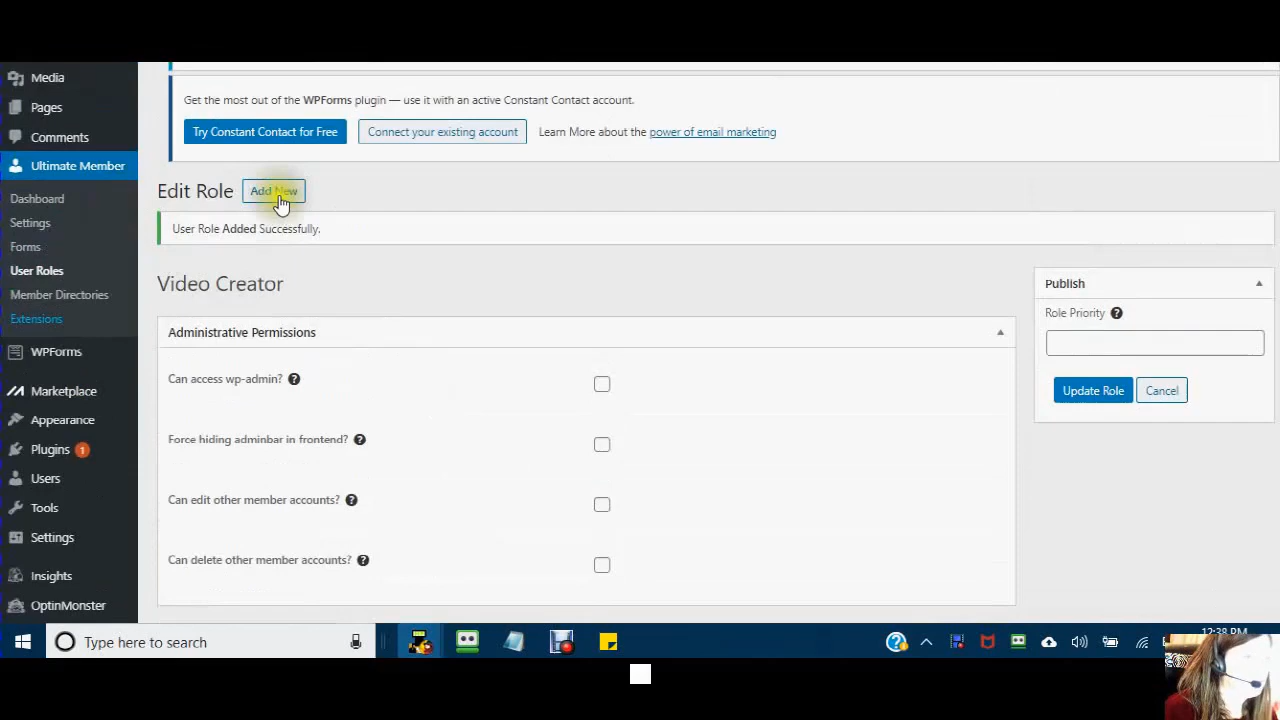 Media
Pages
Comments
Ultimate Member
Dashboard
Settings
Forms
User Roles
Member Directories
Extensions
WPForms
Marketplace
Appearance
Plugins 1
Users
Tools
Settings
Insights
OptinMonster
Get the most out of the WPForms plugin — use it with an active Constant Contact account.
Try Constant Contact for Free Connect your existing account Learn More about the power of email marketing
Edit Role Add New
User Role Added Successfully.
Video Creator
Administrative Permissions
Can access wp-admin? ?
Force hiding adminbar in frontend? ?
Can edit other member accounts? ?
Can delete other member accounts? ?
Publish
Role Priority ?
Update Role Cancel
Type here to search
12:38 PM